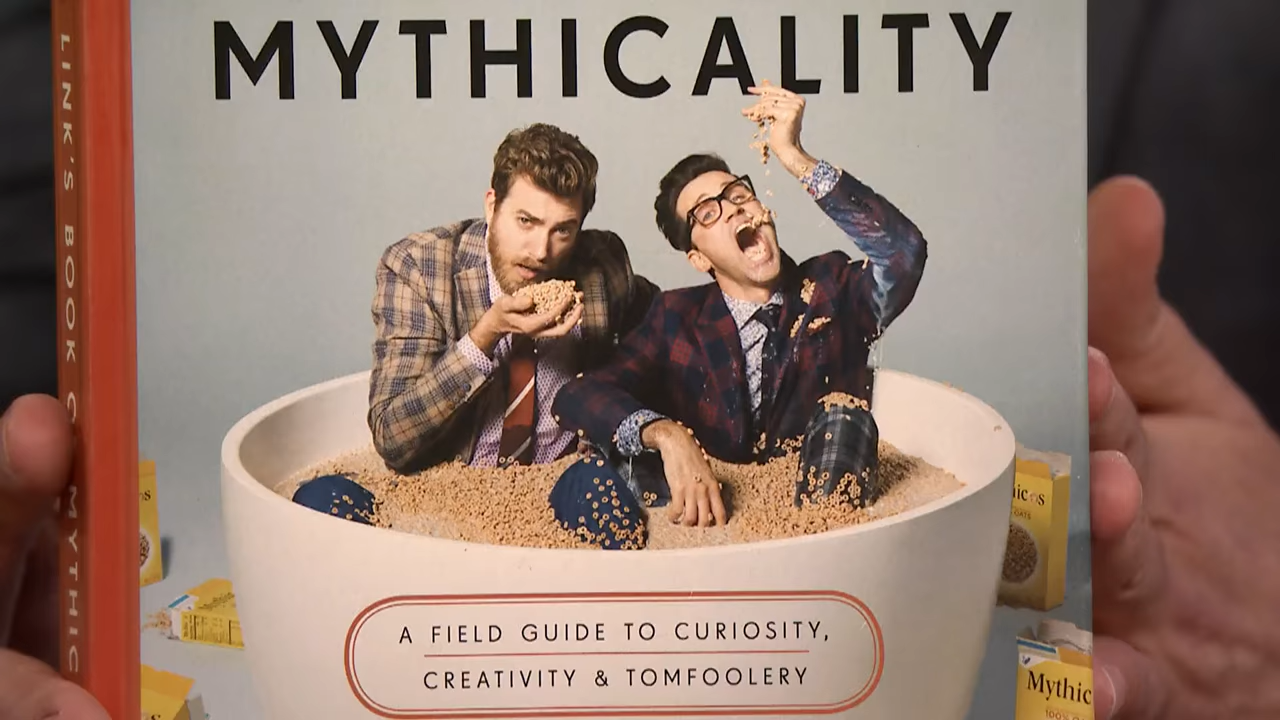 MYTHICALITY
LINK'S BOOK
MYTHIC
A FIELD GUIDE TO CURIOSITY,
CREATIVITY & TOMFOOLERY
Mythic